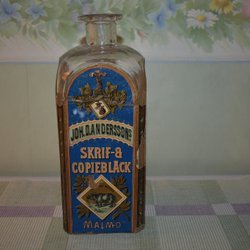 JOH. D. ANDERSSONS
SKRIF- &
COPIEBLÄCK
MALMÖ